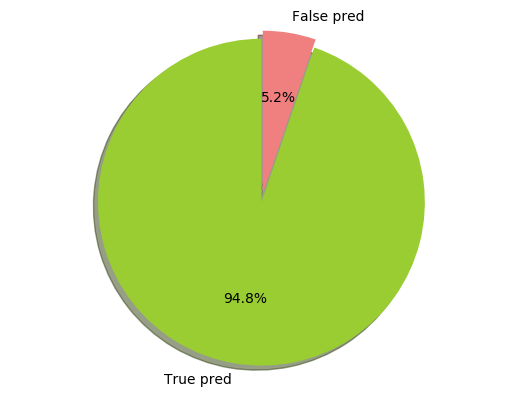 False pred
5.2%
94.8%
True pred